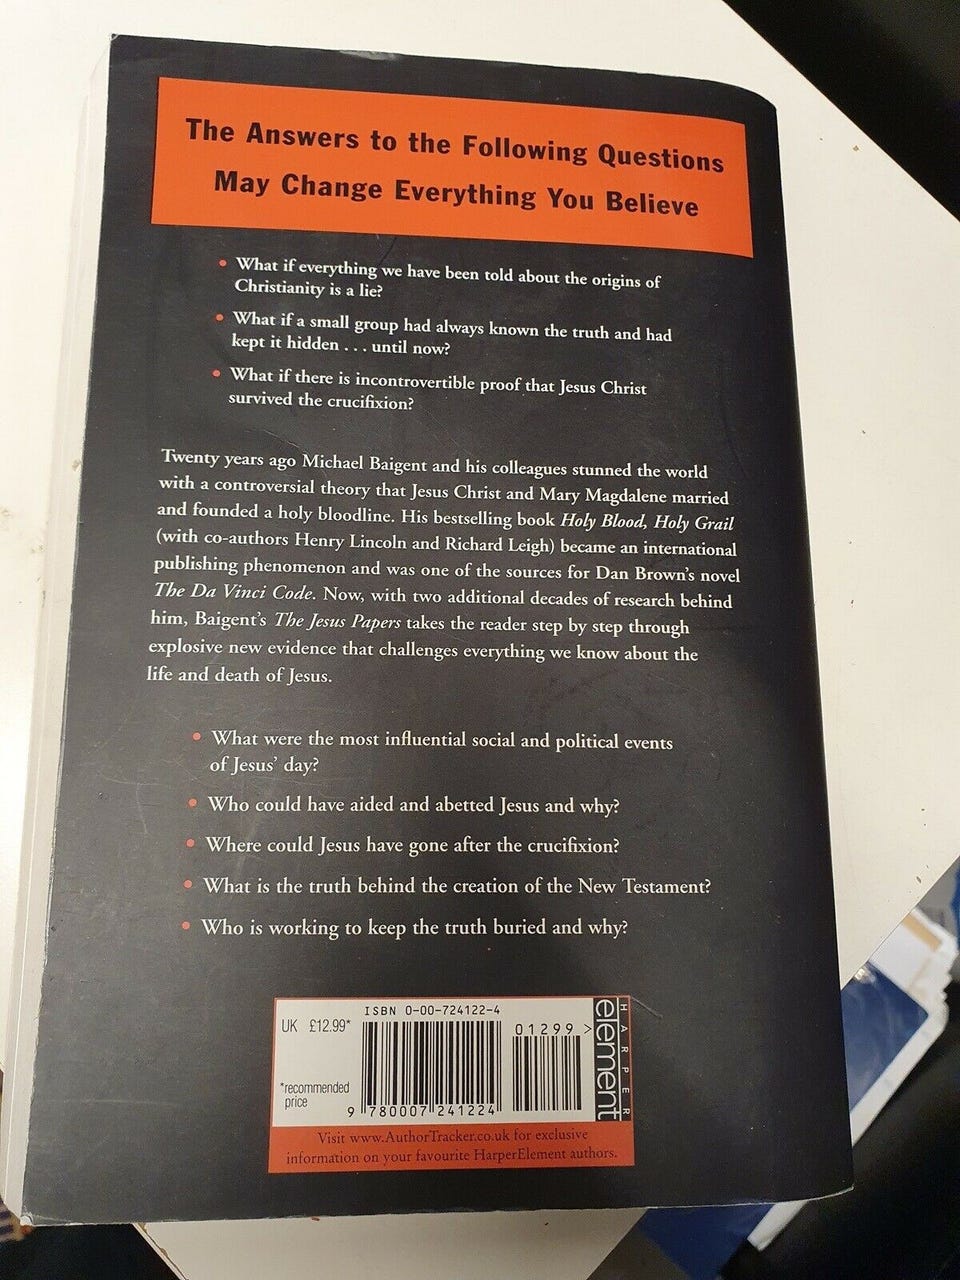 The Answers to the Following Questions
May Change Everything You Believe
• What if everything we have been told about the origins of
Christianity is a lie?
• What if a small group had always known the truth and had
kept it hidden . . . until now?
• What if there is incontrovertible proof that Jesus Christ
survived the crucifixion?
Twenty years ago Michael Baigent and his colleagues stunned the world
with a controversial theory that Jesus Christ and Mary Magdalene married
and founded a holy bloodline. His bestselling book Holy Blood, Holy Grail
(with co-authors Henry Lincoln and Richard Leigh) became an international
publishing phenomenon and was one of the sources for Dan Brown's novel
The Da Vinci Code. Now, with two additional decades of research behind
him, Baigent's The Jesus Papers takes the reader step by step through
explosive new evidence that challenges everything we know about the
life and death of Jesus.
• What were the most influential social and political events
of Jesus' day?
• Who could have aided and abetted Jesus and why?
• Where could Jesus have gone after the crucifixion?
• What is the truth behind the creation of the New Testament?
• Who is working to keep the truth buried and why?
ISBN 0-00-724122-4
UK £12.99*
01299 >
*recommended
price
9 780007 241224
HARPER
element
Visit www.AuthorTracker.co.uk for exclusive
information on your favourite HarperElement authors.